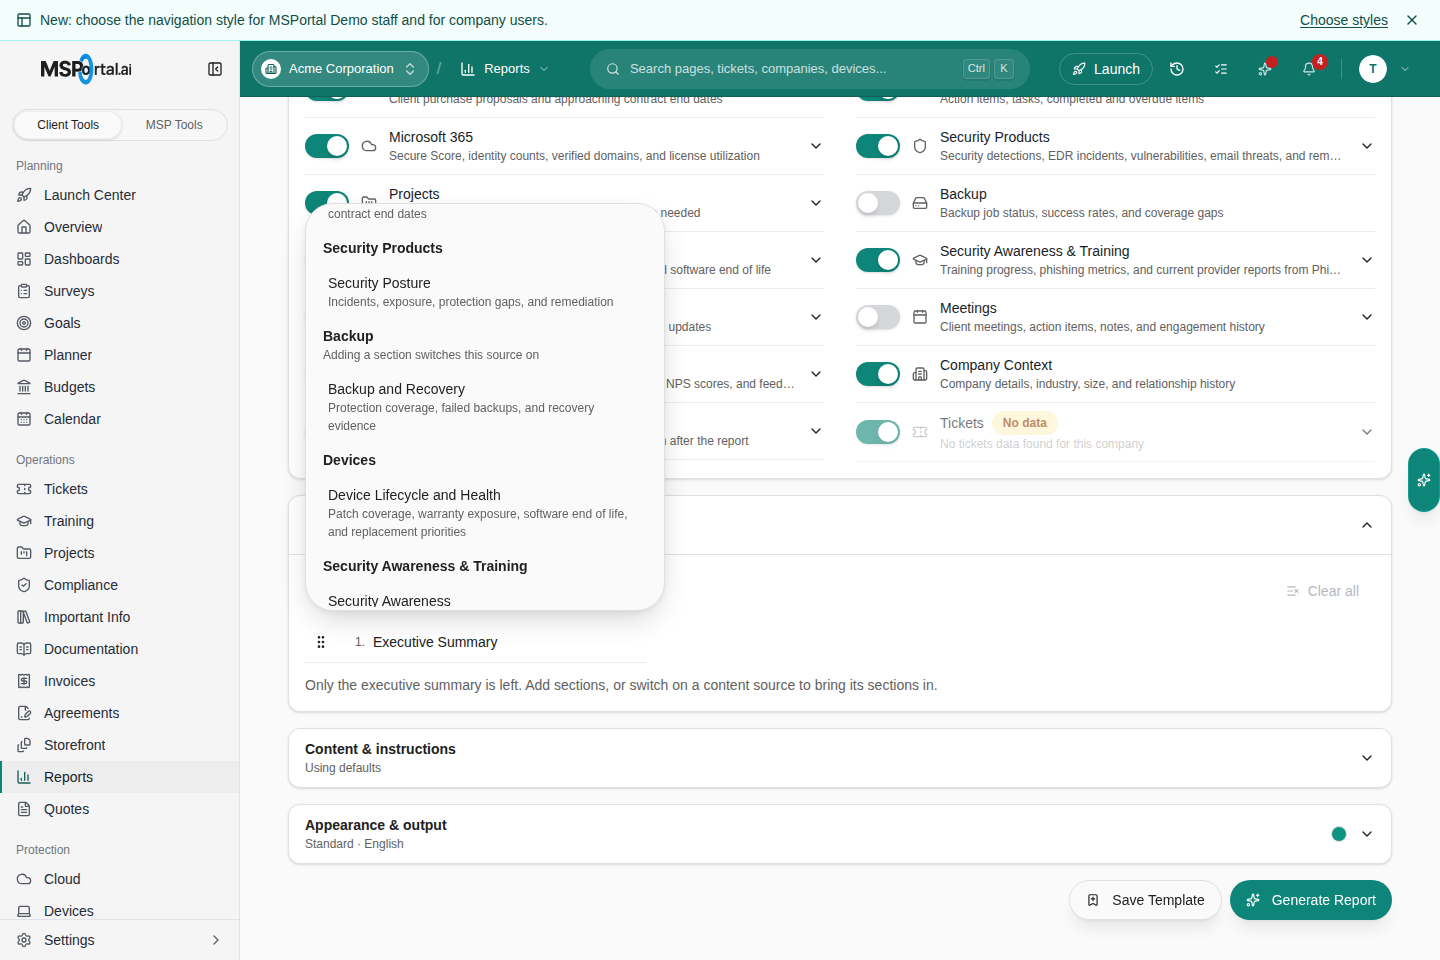 New: choose the navigation style for MSPortal Demo staff and for company users.
Choose styles
MSPortal.ai
Acme Corporation
/
Reports
Search pages, tickets, companies, devices...
Ctrl
K
Launch
4
T
Client Tools
MSP Tools
Planning
Launch Center
Overview
Dashboards
Surveys
Goals
Planner
Budgets
Calendar
Operations
Tickets
Training
Projects
Compliance
Important Info
Documentation
Invoices
Agreements
Storefront
Reports
Quotes
Protection
Cloud
Devices
Settings
Client purchase proposals and approaching contract end dates
Action items, tasks, completed and overdue items
Microsoft 365
Secure Score, identity counts, verified domains, and license utilization
Security Products
Security detections, EDR incidents, vulnerabilities, email threats, and rem…
Projects
needed
Backup
Backup job status, success rates, and coverage gaps
software end of life
Security Awareness & Training
Training progress, phishing metrics, and current provider reports from Phi…
updates
Meetings
Client meetings, action items, notes, and engagement history
NPS scores, and feed…
Company Context
Company details, industry, size, and relationship history
after the report
Tickets
No data
No tickets data found for this company
contract end dates
Security Products
Security Posture
Incidents, exposure, protection gaps, and remediation
Backup
Adding a section switches this source on
Backup and Recovery
Protection coverage, failed backups, and recovery
evidence
Devices
Device Lifecycle and Health
Patch coverage, warranty exposure, software end of life,
and replacement priorities
Security Awareness & Training
Security Awareness
Clear all
1. Executive Summary
Only the executive summary is left. Add sections, or switch on a content source to bring its sections in.
Content & instructions
Using defaults
Appearance & output
Standard · English
Save Template
Generate Report